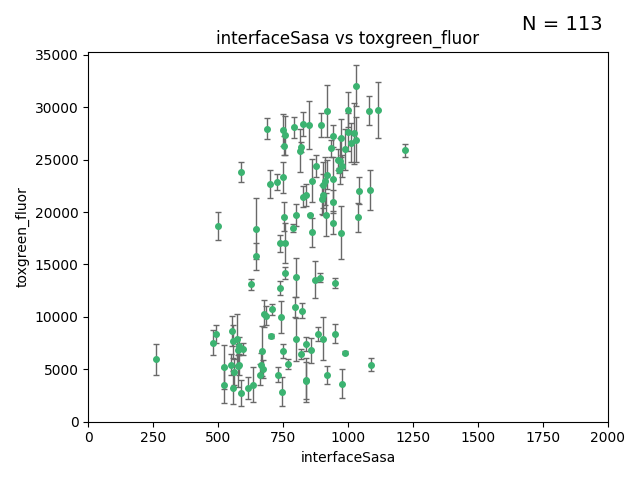 N = 113
interfaceSasa vs toxgreen_fluor
35000
30000
25000
20000
15000
10000
5000
0
toxgreen_fluor
0 250 500 750 1000 1250 1500 1750 2000
interfaceSasa